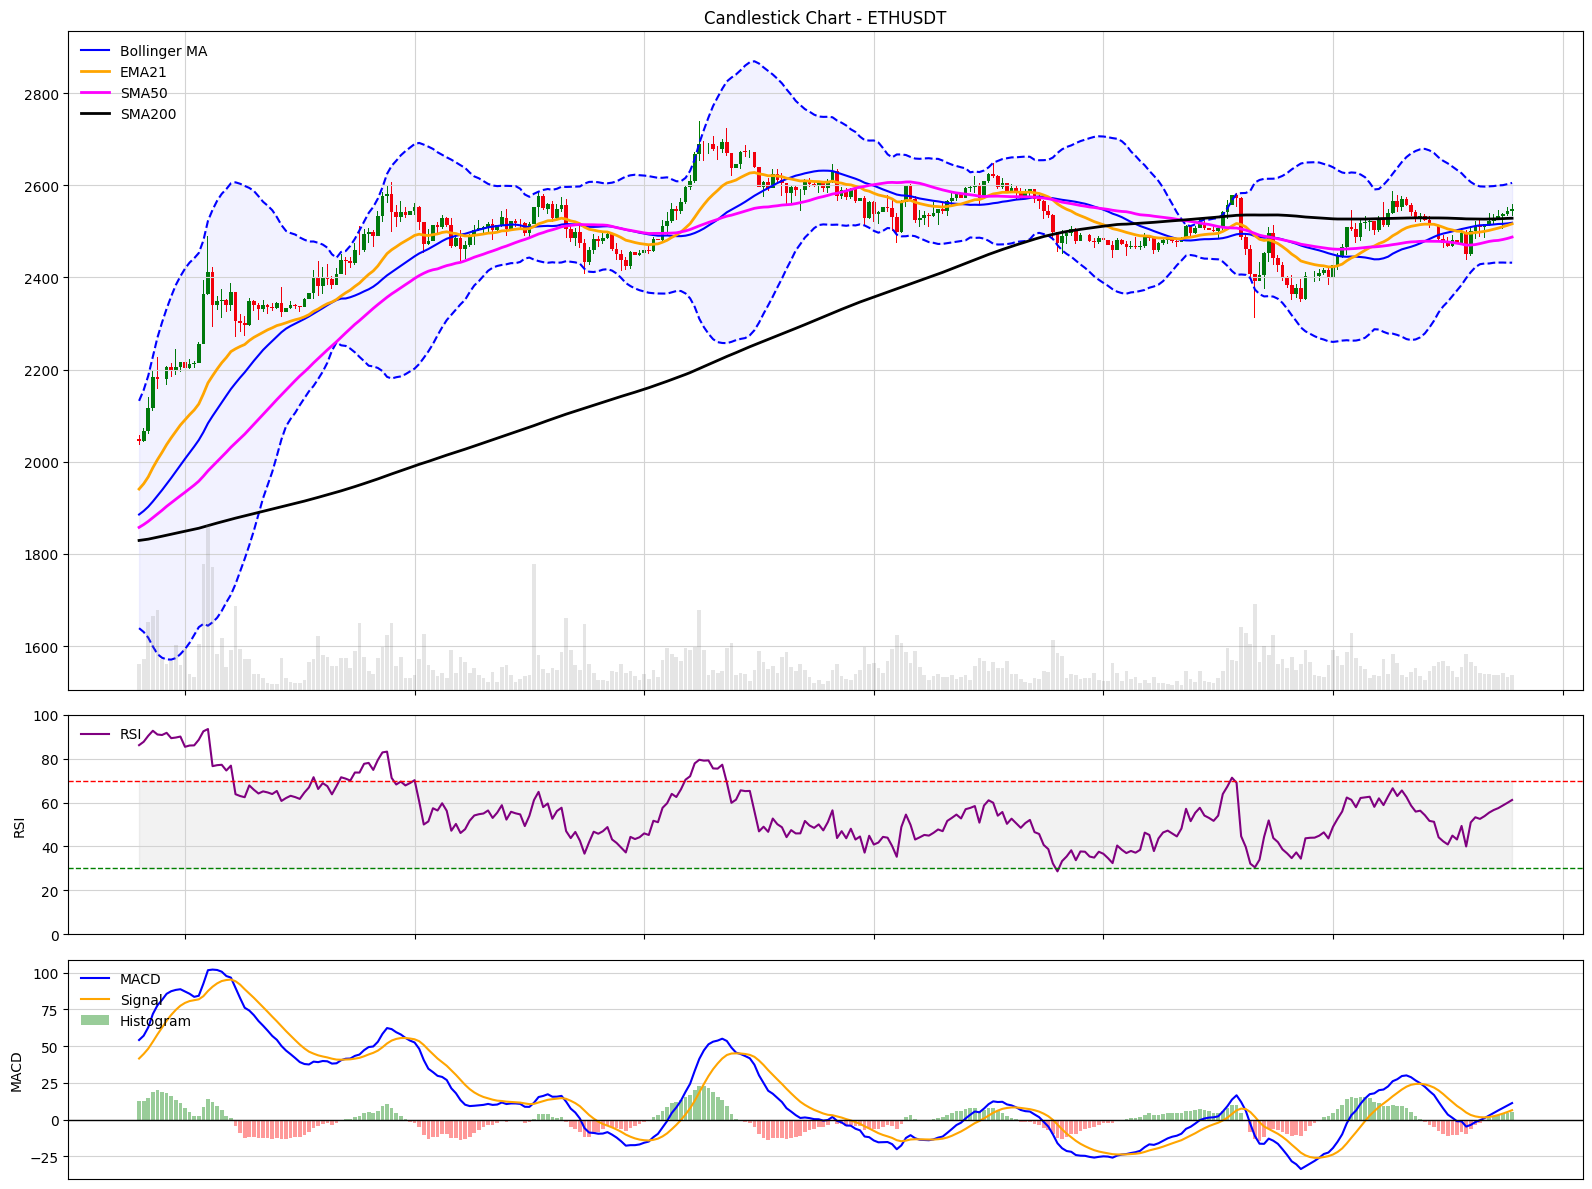 Candlestick Chart - ETHUSDT
Bollinger MA
EMA21
SMA50
SMA200
2800
2600
2400
2200
2000
1800
1600
RSI
100
80
60
40
20
0
RSI
MACD
Signal
Histogram
100
75
50
25
0
−25
MACD